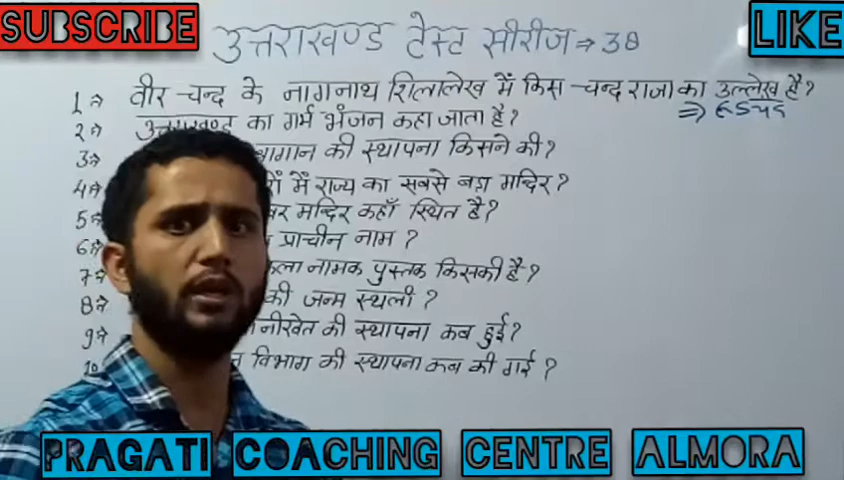 SUBSCRIBE
LIKE
उत्तराखण्ड टेस्ट सीरीज ⇒ 38
1⇒ वीर चन्द के नागनाथ शिलालेख में किस चन्द राजा का उल्लेख है?
2⇒ उत्तराखण्ड का गर्म भंजन कहा जाता है?
3⇒ की स्थापना किसने की?
4⇒ में राज्य का सबसे बड़ा मन्दिर?
5⇒ मन्दिर कहाँ स्थित है?
6⇒ प्राचीन नाम?
7⇒ नामक पुस्तक किसकी है?
8⇒ की जन्म स्थली?
9⇒ की स्थापना कब हुई?
10 विभाग की स्थापना कब की गई?
PRAGATI COACHING CENTRE ALMORA